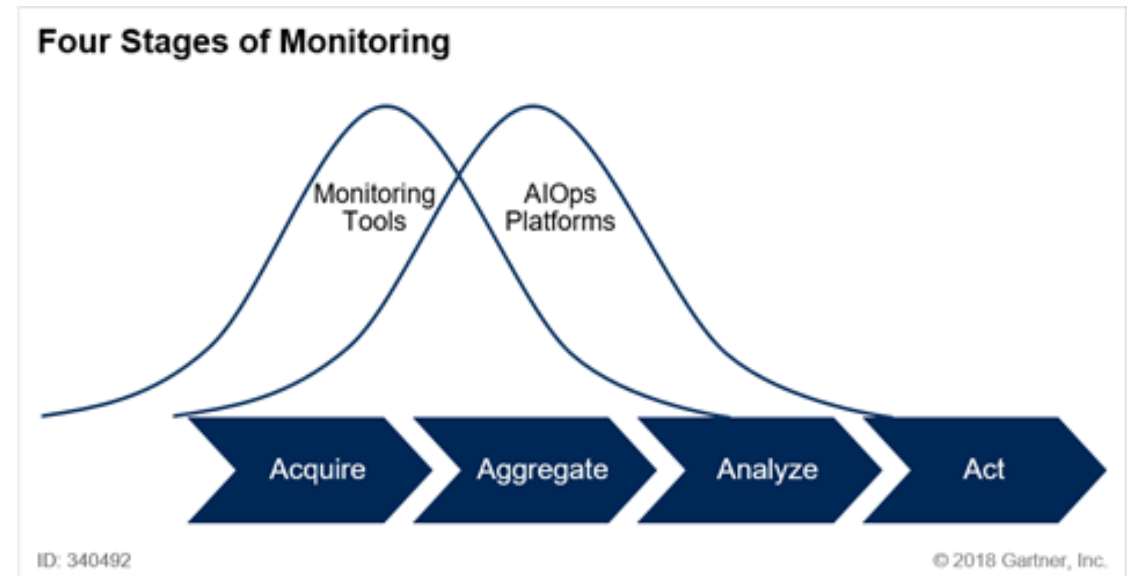 Four Stages of Monitoring
Monitoring
Tools
AIOps
Platforms
Acquire
Aggregate
Analyze
Act
ID: 340492
© 2018 Gartner, Inc.